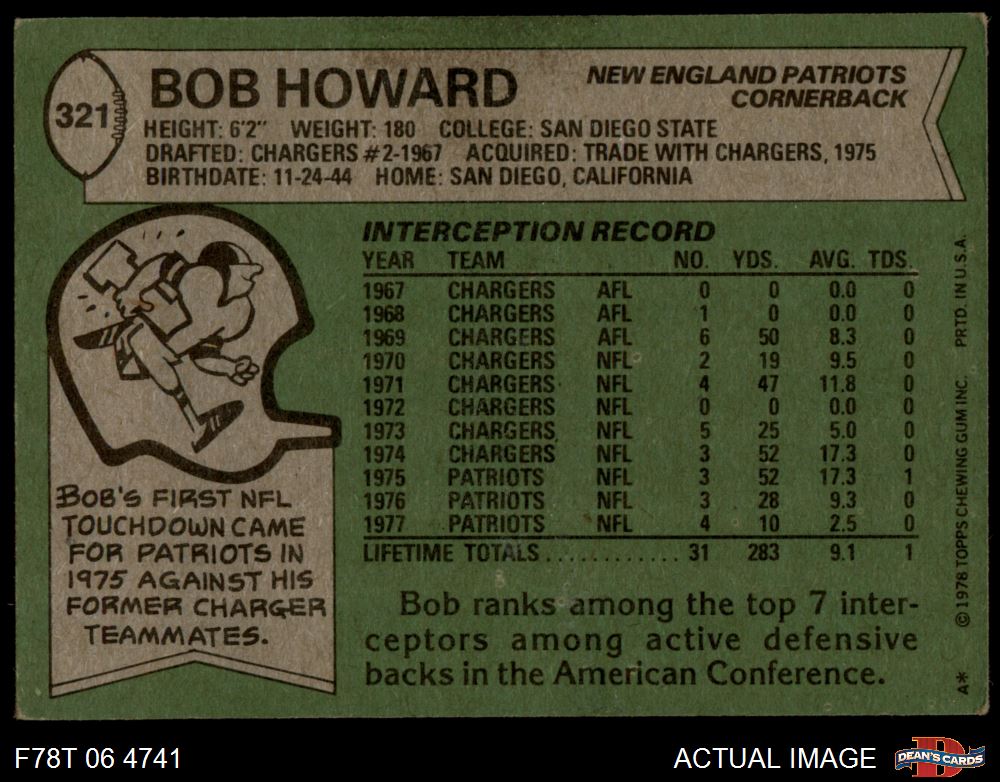 321
BOB HOWARD
NEW ENGLAND PATRIOTS
CORNERBACK
HEIGHT: 6'2" WEIGHT: 180 COLLEGE: SAN DIEGO STATE
DRAFTED: CHARGERS #2-1967 ACQUIRED: TRADE WITH CHARGERS, 1975
BIRTHDATE: 11-24-44 HOME: SAN DIEGO, CALIFORNIA
INTERCEPTION RECORD
YEAR TEAM NO. YDS. AVG. TDS.
1967 CHARGERS AFL 0 0 0.0 0
1968 CHARGERS AFL 1 0 0.0 0
1969 CHARGERS AFL 6 50 8.3 0
1970 CHARGERS NFL 2 19 9.5 0
1971 CHARGERS NFL 4 47 11.8 0
1972 CHARGERS NFL 0 0 0.0 0
1973 CHARGERS NFL 5 25 5.0 0
1974 CHARGERS NFL 3 52 17.3 0
1975 PATRIOTS NFL 3 52 17.3 1
1976 PATRIOTS NFL 3 28 9.3 0
1977 PATRIOTS NFL 4 10 2.5 0
LIFETIME TOTALS............ 31 283 9.1 1
BOB'S FIRST NFL
TOUCHDOWN CAME
FOR PATRIOTS IN
1975 AGAINST HIS
FORMER CHARGER
TEAMMATES.
Bob ranks among the top 7 inter-
ceptors among active defensive
backs in the American Conference.
A* ©1978 TOPPS CHEWING GUM INC. PRTD. IN U.S.A.
F78T 06 4741
ACTUAL IMAGE
D
DEAN'S CARDS